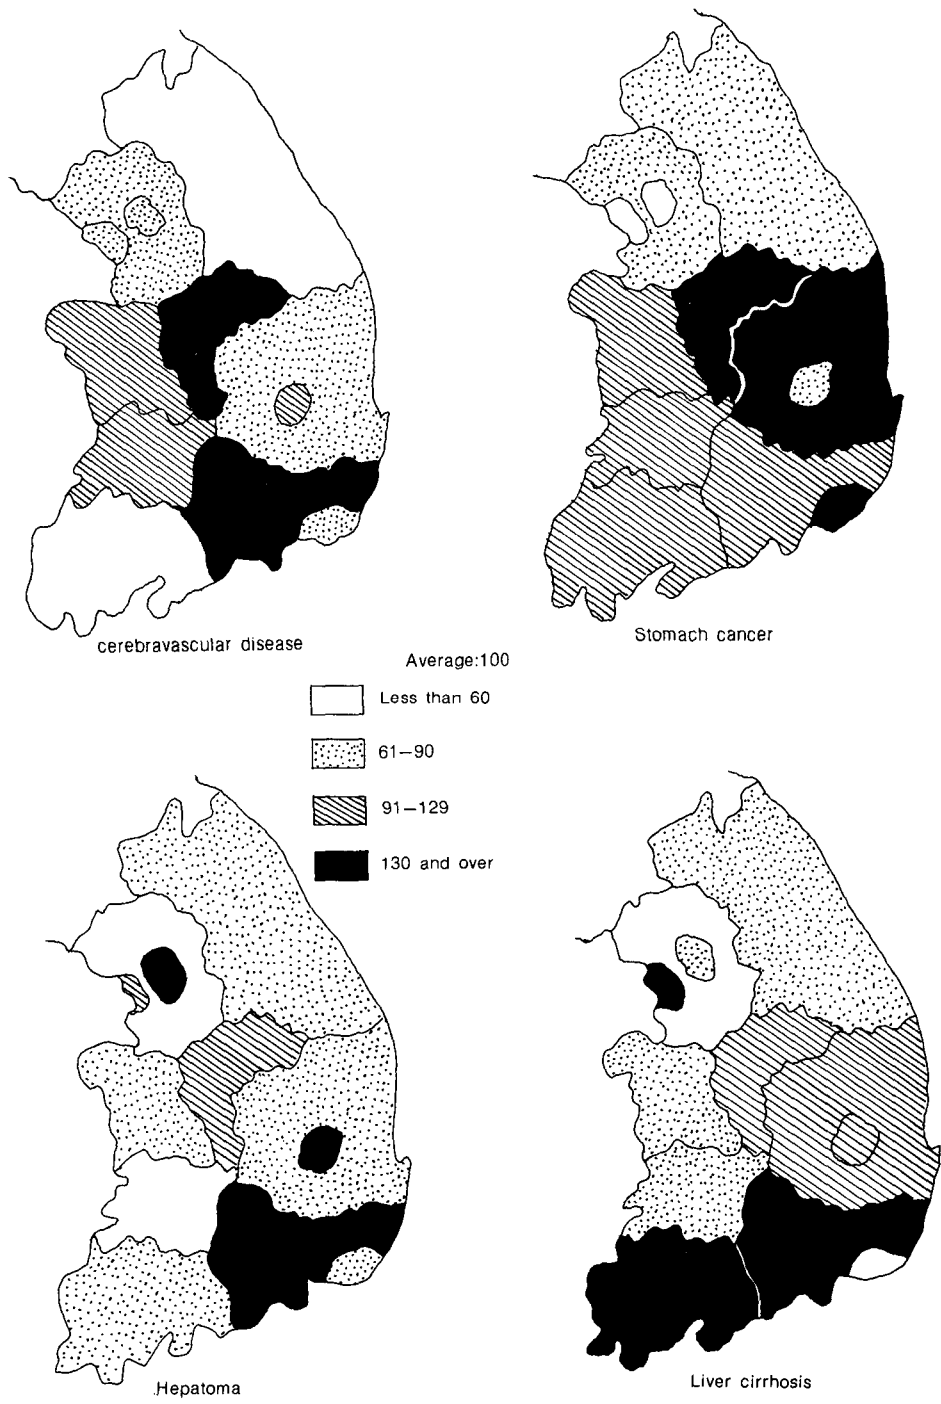 cerebravascular disease
Stomach cancer
Average:100
Less than 60
61–90
91–129
130 and over
Hepatoma
Liver cirrhosis